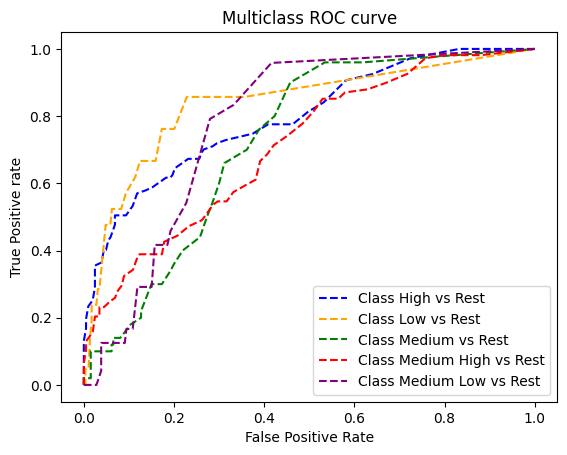 Multiclass ROC curve
True Positive rate
1.0
0.8
0.6
0.4
0.2
0.0
Class High vs Rest
Class Low vs Rest
Class Medium vs Rest
Class Medium High vs Rest
Class Medium Low vs Rest
0.0 0.2 0.4 0.6 0.8 1.0
False Positive Rate